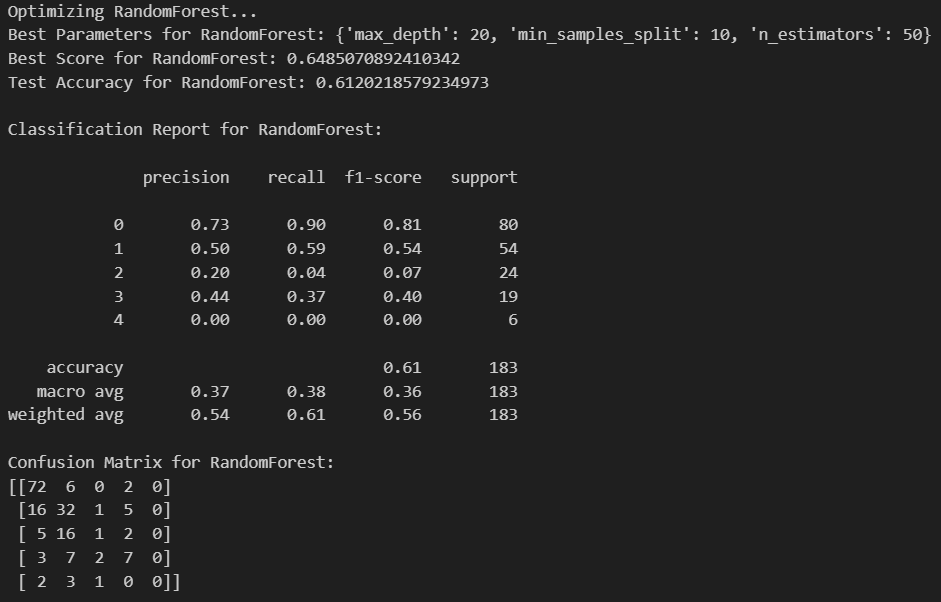 Optimizing RandomForest...
Best Parameters for RandomForest: {'max_depth': 20, 'min_samples_split': 10, 'n_estimators': 50}
Best Score for RandomForest: 0.6485070892410342
Test Accuracy for RandomForest: 0.6120218579234973
Classification Report for RandomForest:
precision recall f1-score support
0 0.73 0.90 0.81 80
1 0.50 0.59 0.54 54
2 0.20 0.04 0.07 24
3 0.44 0.37 0.40 19
4 0.00 0.00 0.00 6
accuracy 0.61 183
macro avg 0.37 0.38 0.36 183
weighted avg 0.54 0.61 0.56 183
Confusion Matrix for RandomForest:
[[72 6 0 2 0]
[16 32 1 5 0]
[ 5 16 1 2 0]
[ 3 7 2 7 0]
[ 2 3 1 0 0]]